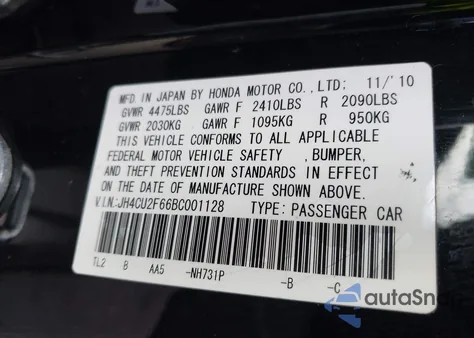 MFD. IN JAPAN BY HONDA MOTOR CO., LTD: 11/'10
GVWR 4475LBS GAWR F 2410LBS R 2090LBS
GVWR 2030KG GAWR F 1095KG R 950KG
THIS VEHICLE CONFORMS TO ALL APPLICABLE
FEDERAL MOTOR VEHICLE SAFETY , BUMPER,
AND THEFT PREVENTION STANDARDS IN EFFECT
ON THE DATE OF MANUFACTURE SHOWN ABOVE.
V.I.N:JH4CU2F66BC001128 TYPE: PASSENGER CAR
TL2 B AA5 -NH731P -B -C